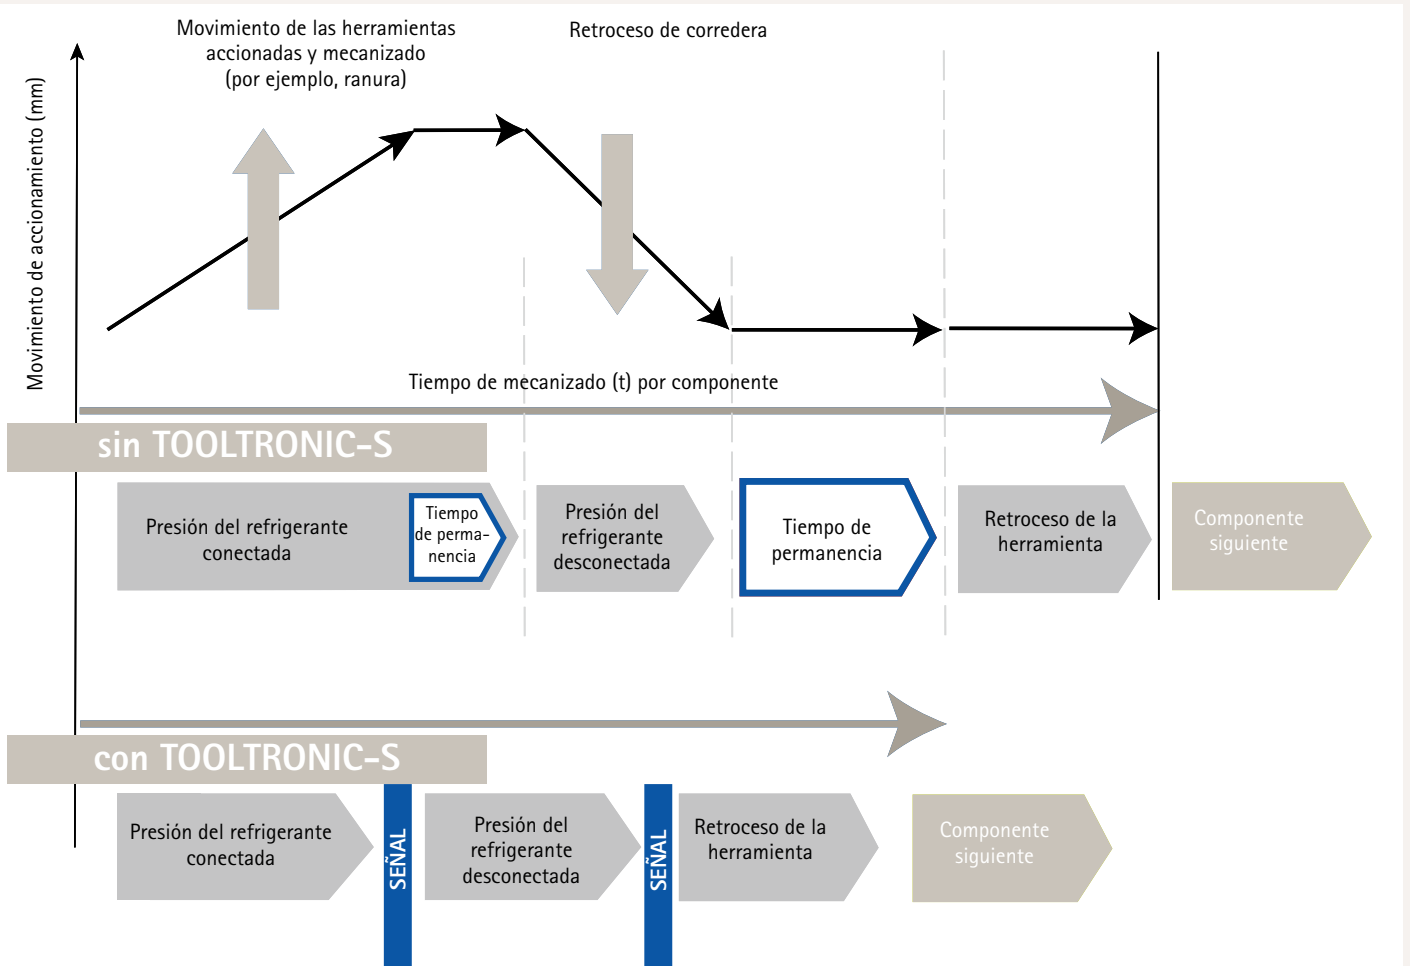 Movimiento de las herramientas
accionadas y mecanizado
(por ejemplo, ranura)
Retroceso de corredera
Movimiento de accionamiento (mm)
Tiempo de mecanizado (t) por componente
sin TOOLTRONIC-S
Presión del refrigerante
conectada
Tiempo
de perma-
nencia
Presión del
refrigerante
desconectada
Tiempo de
permanencia
Retroceso de la
herramienta
Componente
siguiente
con TOOLTRONIC-S
Presión del refrigerante
conectada
SEÑAL
Presión del
refrigerante
desconectada
SEÑAL
Retroceso de la
herramienta
Componente
siguiente